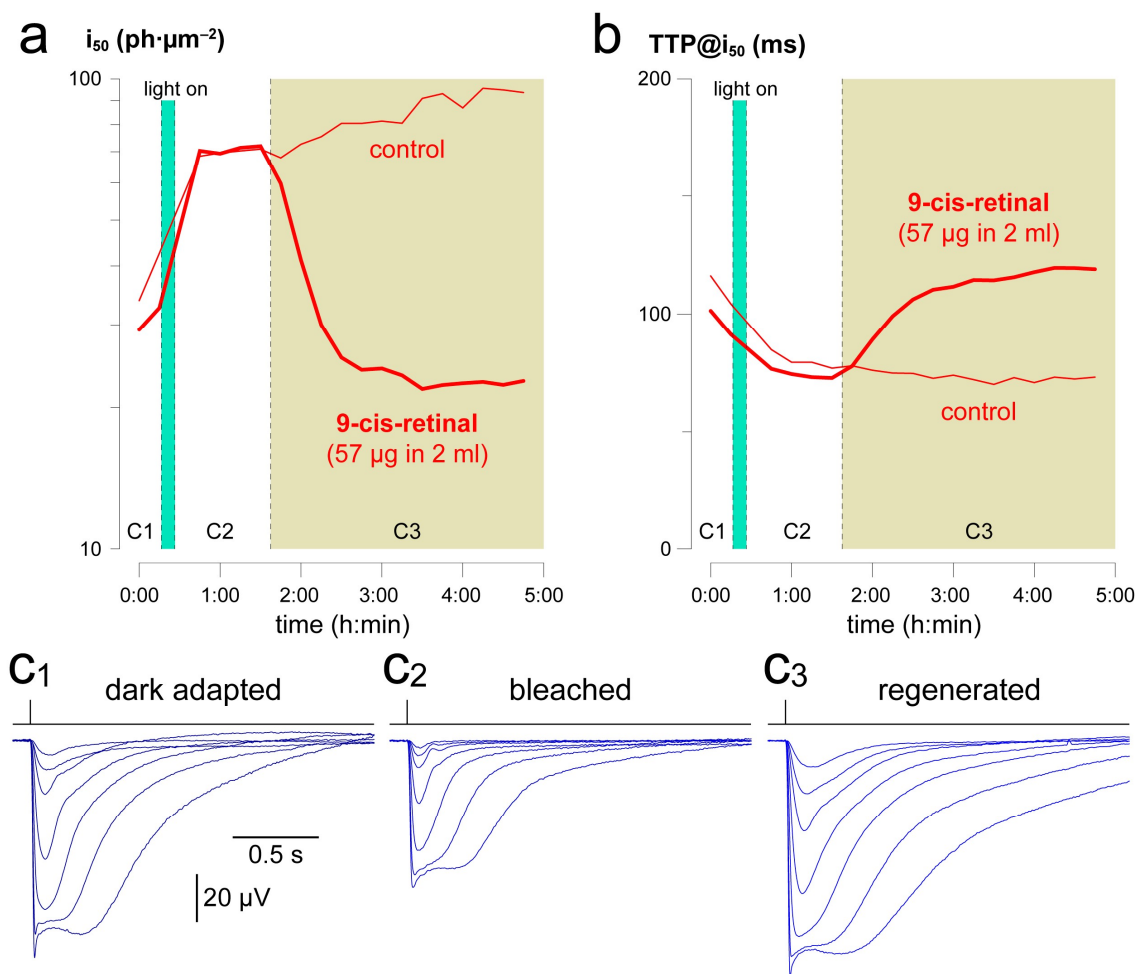 a
i₅₀ (ph·µm⁻²)
100
light on
control
9-cis-retinal
(57 µg in 2 ml)
C1
C2
C3
10
0:00
1:00
2:00
3:00
4:00
5:00
time (h:min)
b
TTP@i₅₀ (ms)
200
light on
9-cis-retinal
(57 µg in 2 ml)
100
control
C1
C2
C3
0
0:00
1:00
2:00
3:00
4:00
5:00
time (h:min)
C1
dark adapted
0.5 s
20 µV
C2
bleached
C3
regenerated